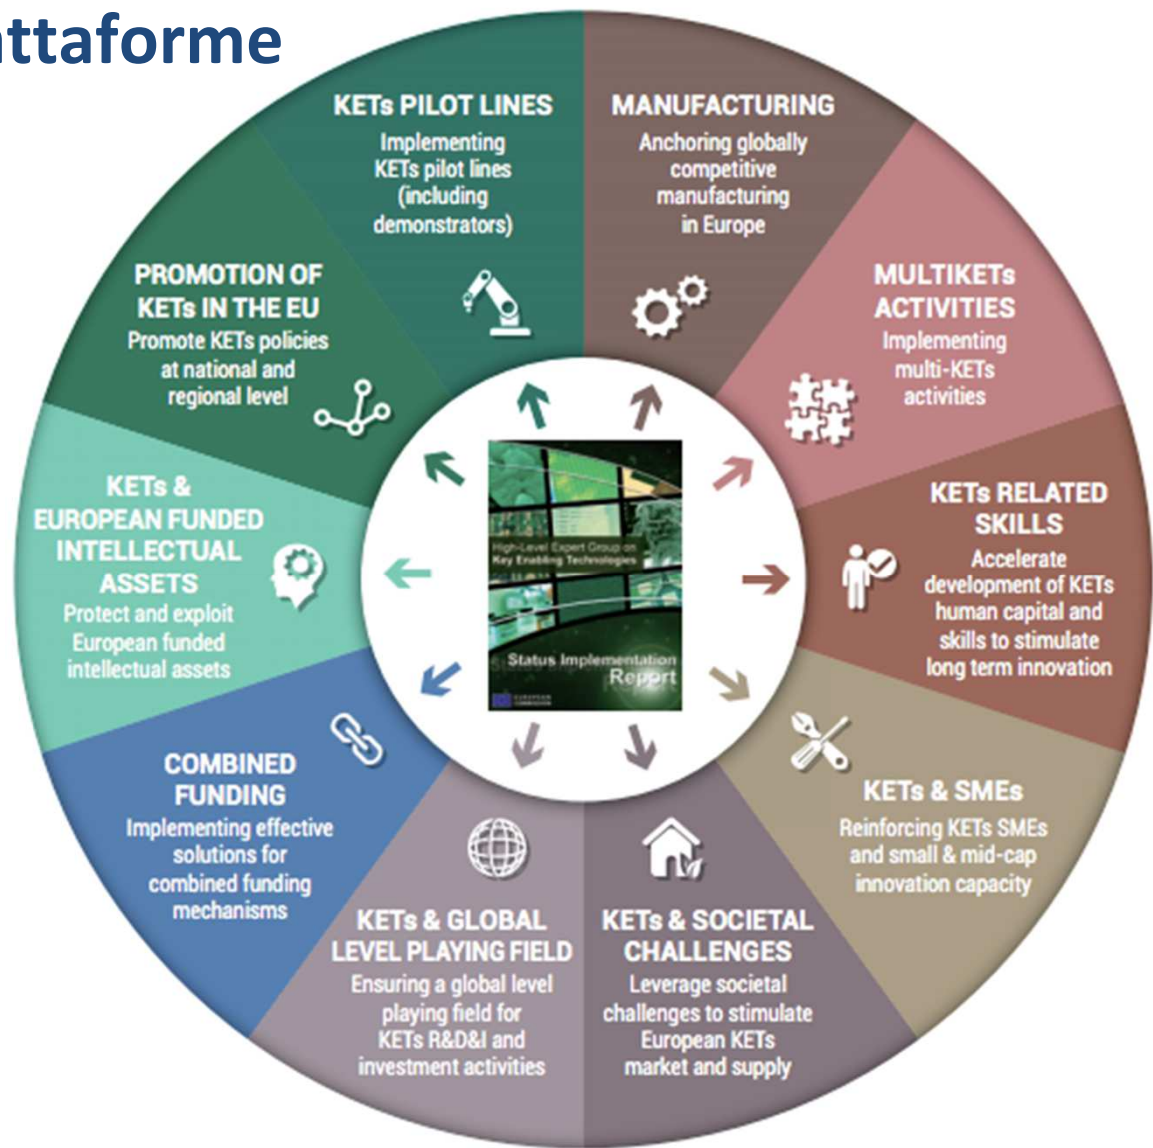 attaforme
KETs PILOT LINES
Implementing
KETs pilot lines
(including
demonstrators)
MANUFACTURING
Anchoring globally
competitive
manufacturing
in Europe
MULTIKETs
ACTIVITIES
Implementing
multi-KETs
activities
KETs RELATED
SKILLS
Accelerate
development of KETs
human capital and
skills to stimulate
long term innovation
KETs & SMEs
Reinforcing KETs SMEs
and small & mid-cap
innovation capacity
KETs & SOCIETAL
CHALLENGES
Leverage societal
challenges to stimulate
European KETs
market and supply
KETs & GLOBAL
LEVEL PLAYING FIELD
Ensuring a global level
playing field for
KETs R&D&I and
investment activities
COMBINED
FUNDING
Implementing effective
solutions for
combined funding
mechanisms
KETs &
EUROPEAN FUNDED
INTELLECTUAL
ASSETS
Protect and exploit
European funded
intellectual assets
PROMOTION OF
KETs IN THE EU
Promote KETs policies
at national and
regional level
High-Level Expert Group on
Key Enabling Technologies
Status Implementation
Report
EUROPEAN
COMMISSION